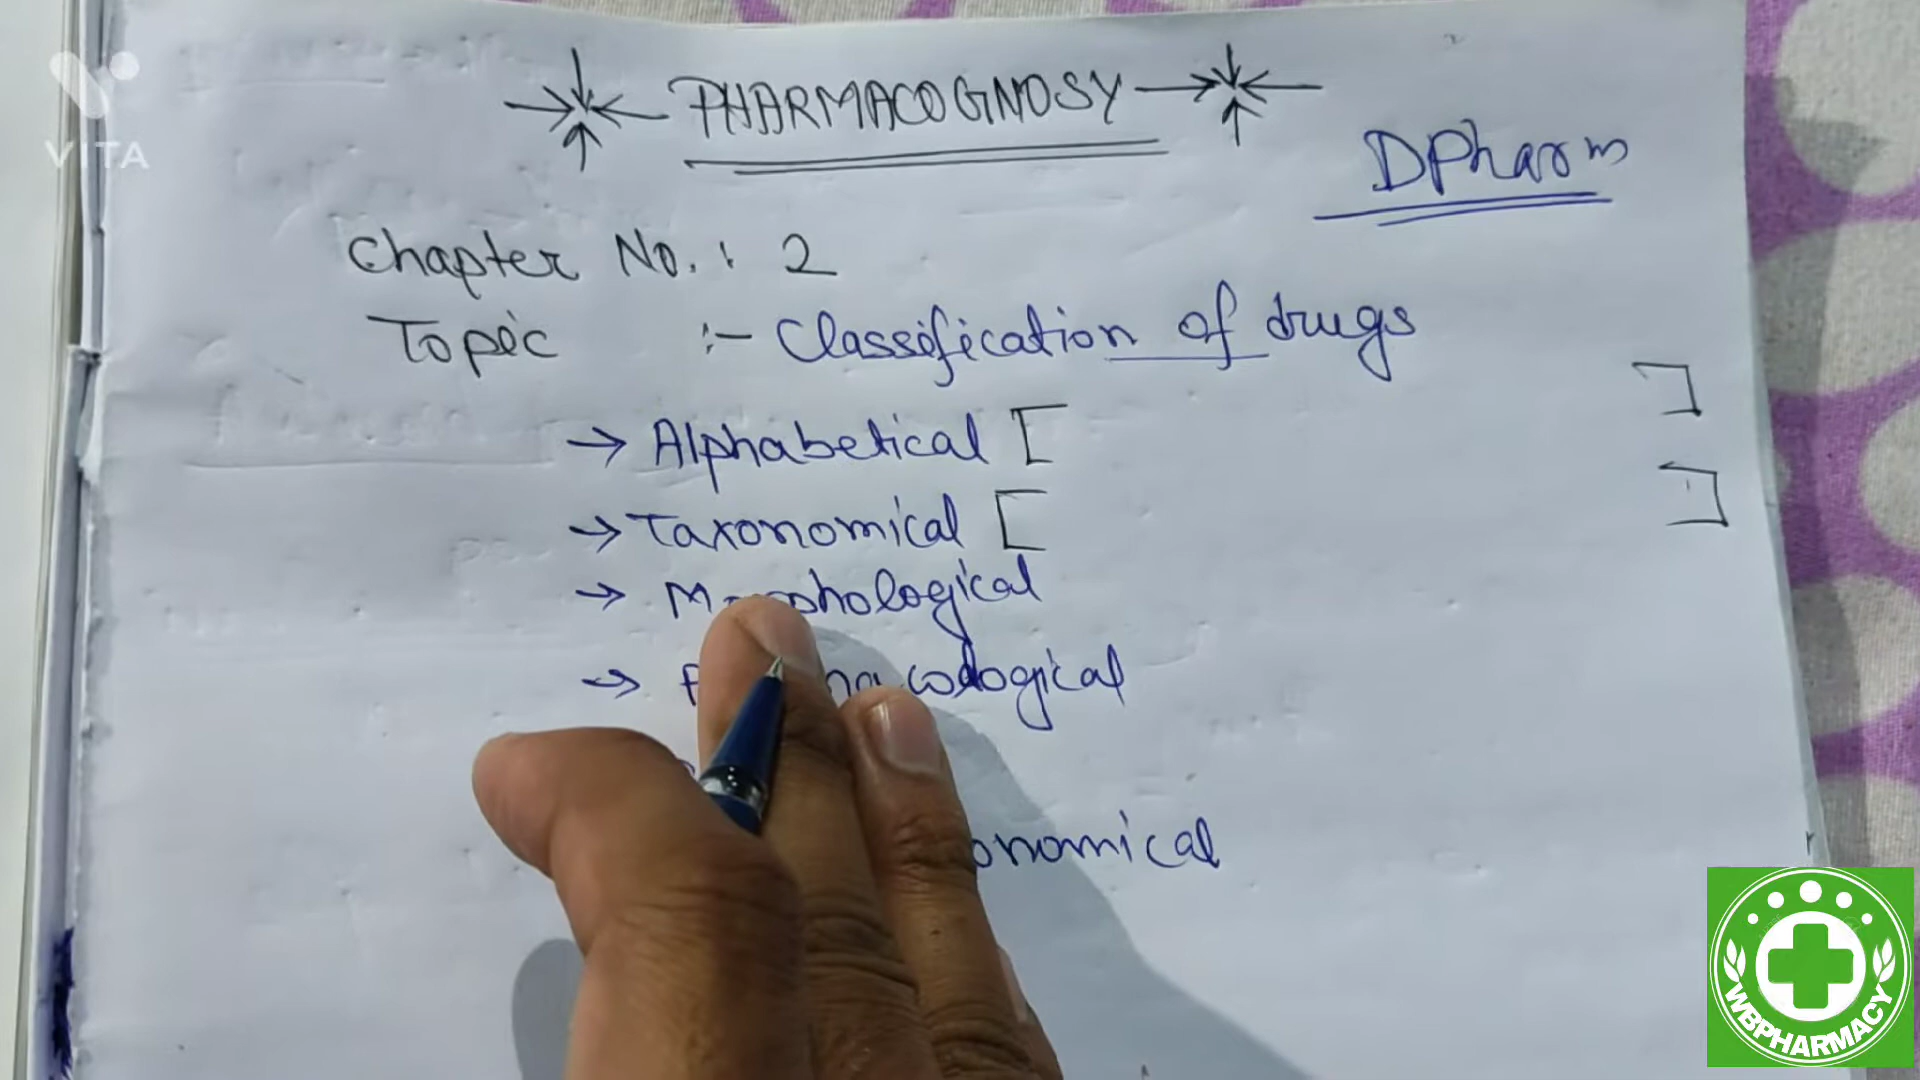 VITA
PHARMACOGNOSY
DPharm
Chapter No. : 2
Topic :- Classification of drugs
→ Alphabetical [ ]
→ Taxonomical [ ]
→ Morphological
→
WBPHARMACY